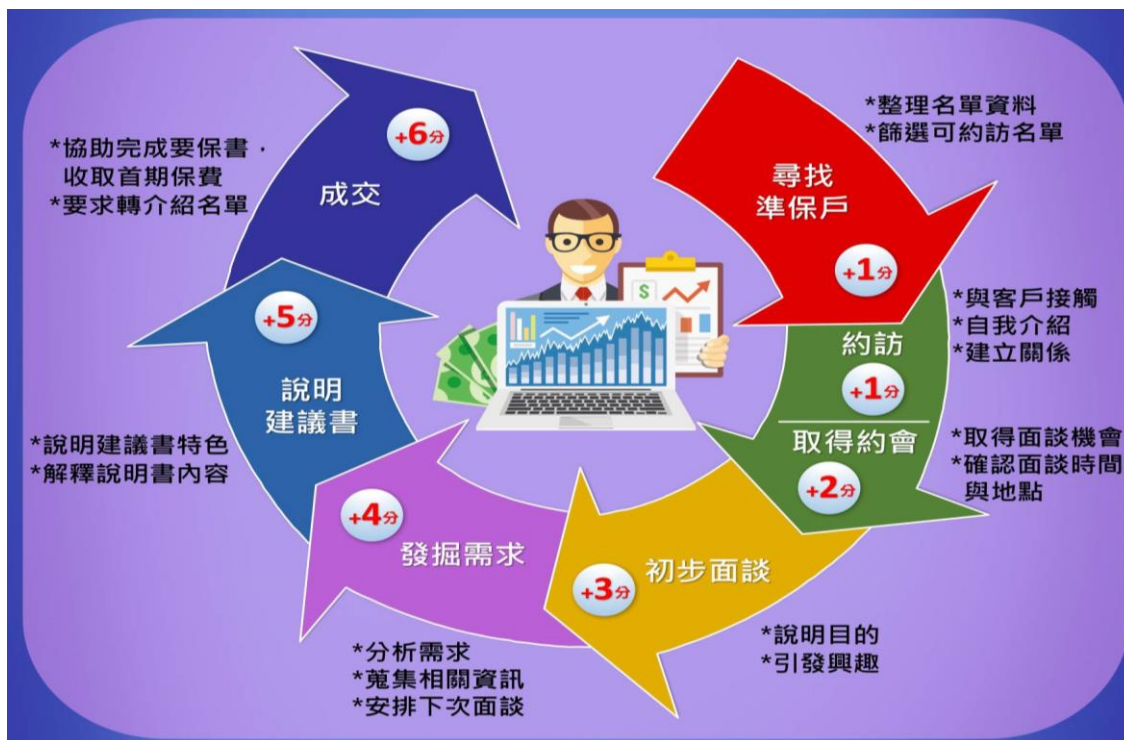 *整理名單資料
*篩選可約訪名單
尋找
準保戶
+1分
*與客戶接觸
*自我介紹
*建立關係
約訪
+1分
取得約會
+2分
*取得面談機會
*確認面談時間
與地點
初步面談
+3分
*說明目的
*引發興趣
發掘需求
+4分
*分析需求
*蒐集相關資訊
*安排下次面談
說明
建議書
+5分
*說明建議書特色
*解釋說明書內容
成交
+6分
*協助完成要保書,
收取首期保費
*要求轉介紹名單
$